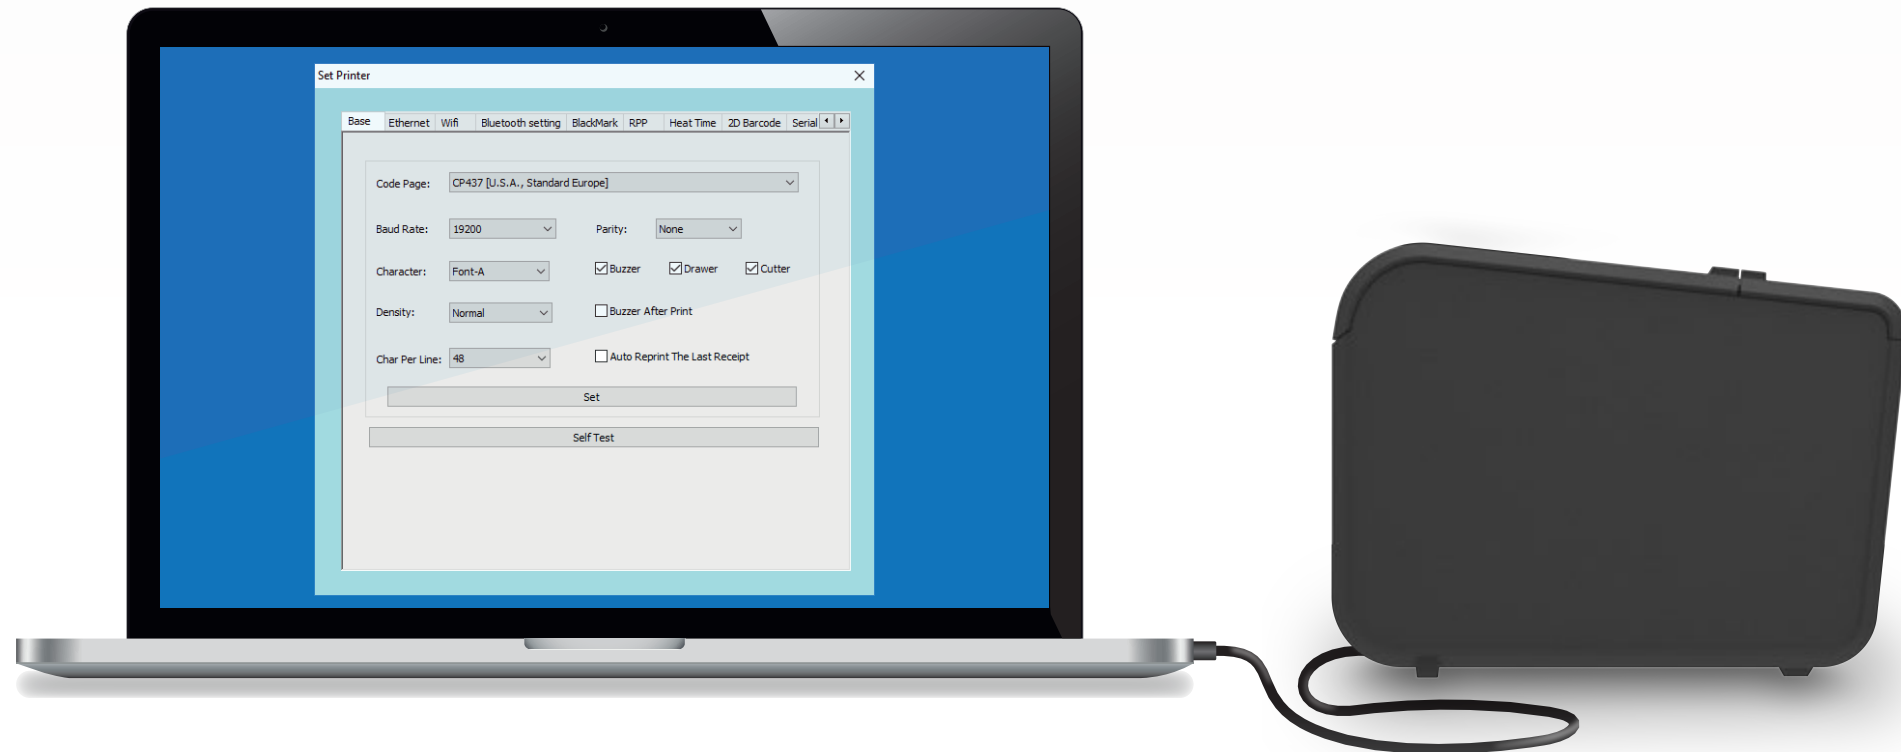 Set Printer
Base Ethernet Wifi Bluetooth setting BlackMark RPP Heat Time 2D Barcode Serial
Code Page: CP437 [U.S.A., Standard Europe]
Baud Rate: 19200 Parity: None
Character: Font-A Buzzer Drawer Cutter
Density: Normal Buzzer After Print
Char Per Line: 48 Auto Reprint The Last Receipt
Set
Self Test